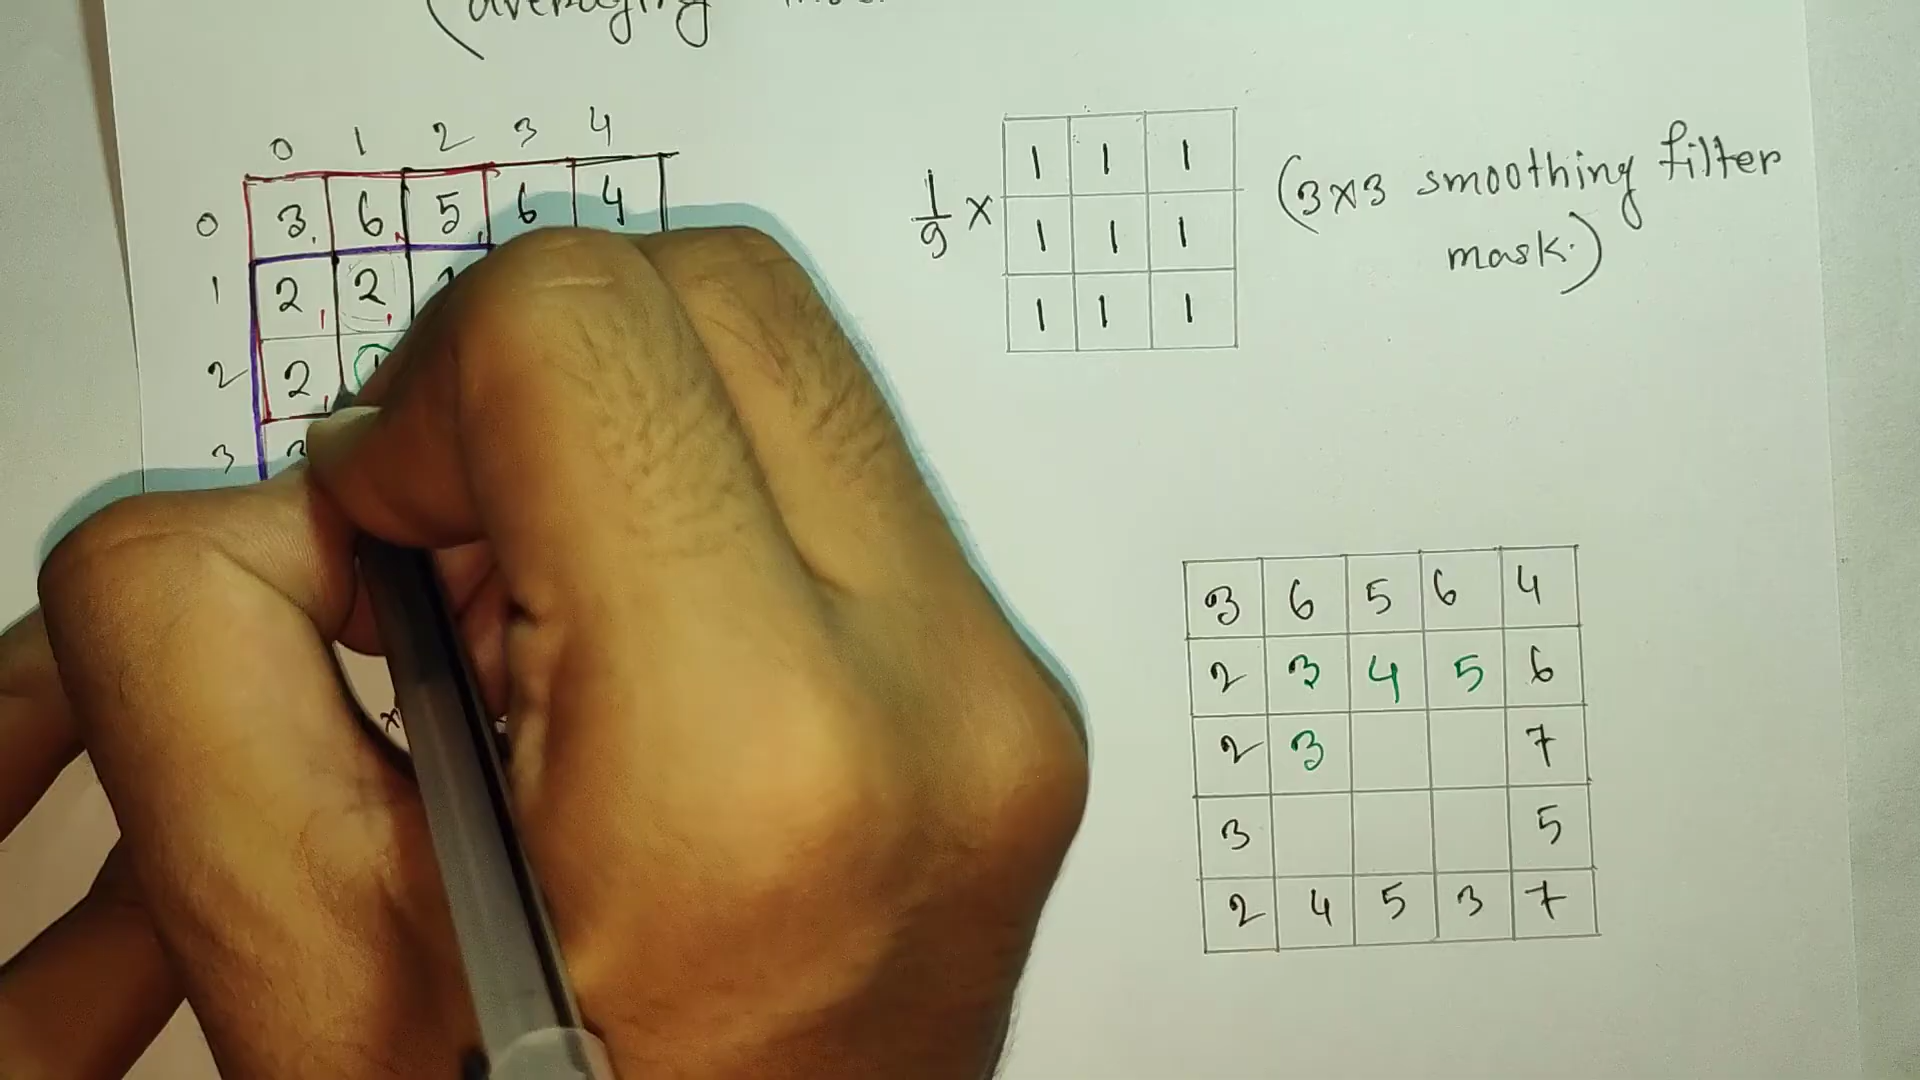 (averaging
0 1 2 3 4
0 3 6 5 6 4
1 2 2
2 2
3
1/9 ×
1 1 1
1 1 1
1 1 1
(3×3 smoothing filter
mask.)
3 6 5 6 4
2 3 4 5 6
2 3 7
3 5
2 4 5 3 7